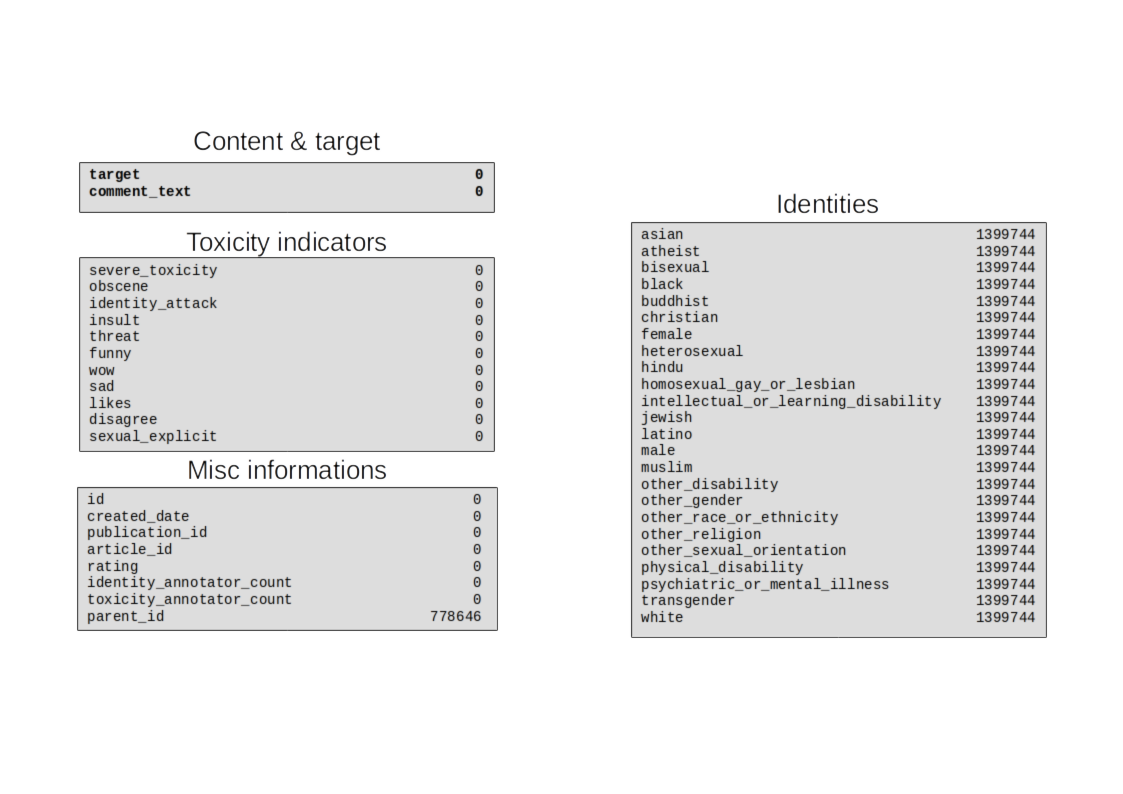 Content & target
target 0
comment_text 0
Toxicity indicators
severe_toxicity 0
obscene 0
identity_attack 0
insult 0
threat 0
funny 0
wow 0
sad 0
likes 0
disagree 0
sexual_explicit 0
Misc informations
id 0
created_date 0
publication_id 0
article_id 0
rating 0
identity_annotator_count 0
toxicity_annotator_count 0
parent_id 778646
Identities
asian 1399744
atheist 1399744
bisexual 1399744
black 1399744
buddhist 1399744
christian 1399744
female 1399744
heterosexual 1399744
hindu 1399744
homosexual_gay_or_lesbian 1399744
intellectual_or_learning_disability 1399744
jewish 1399744
latino 1399744
male 1399744
muslim 1399744
other_disability 1399744
other_gender 1399744
other_race_or_ethnicity 1399744
other_religion 1399744
other_sexual_orientation 1399744
physical_disability 1399744
psychiatric_or_mental_illness 1399744
transgender 1399744
white 1399744